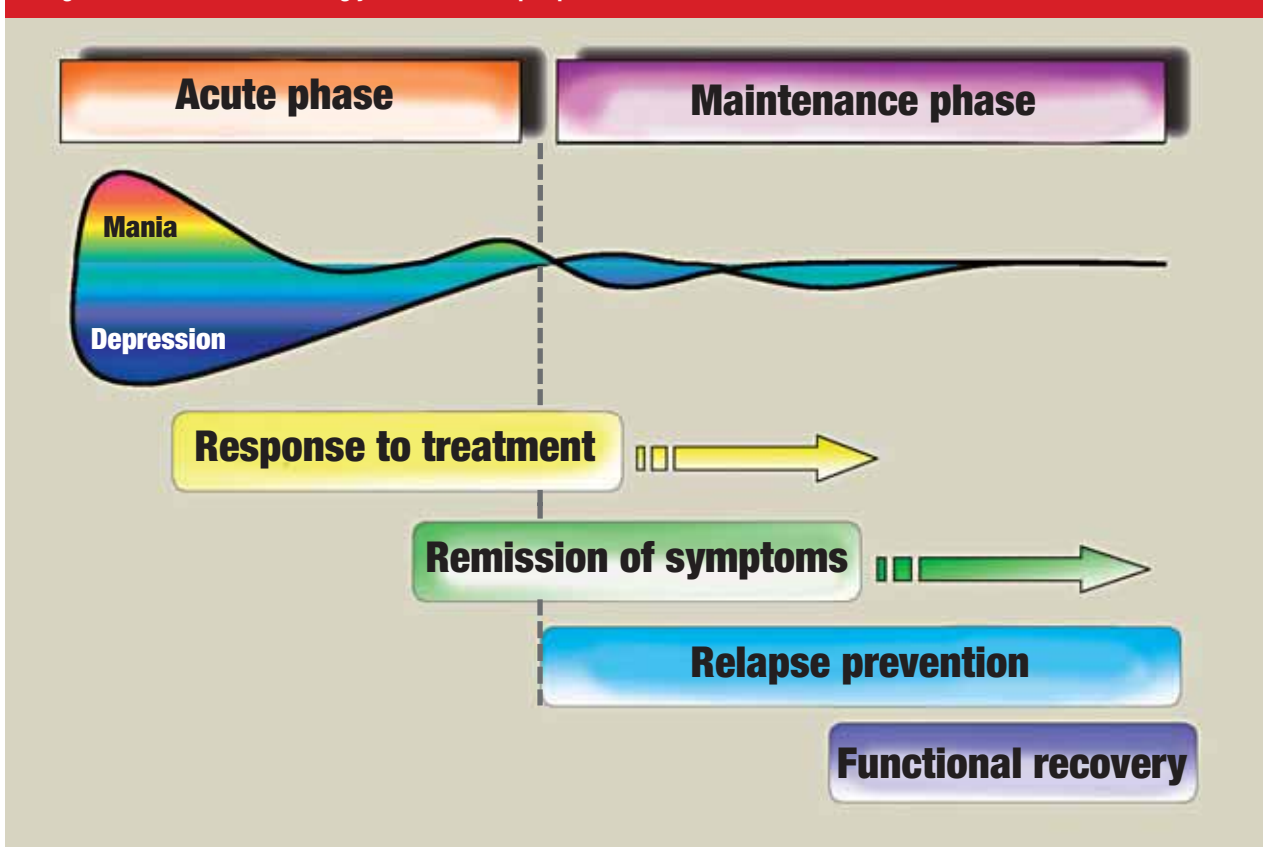 Acute phase
Maintenance phase
Mania
Depression
Response to treatment
Remission of symptoms
Relapse prevention
Functional recovery